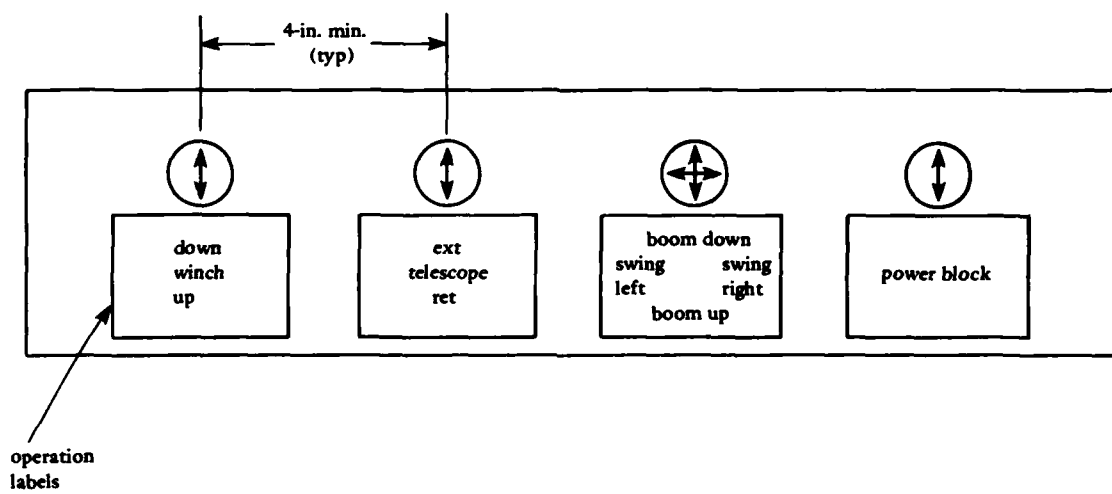 4-in. min.
(typ)
down
winch
up
ext
telescope
ret
boom down
swing swing
left right
boom up
power block
operation
labels